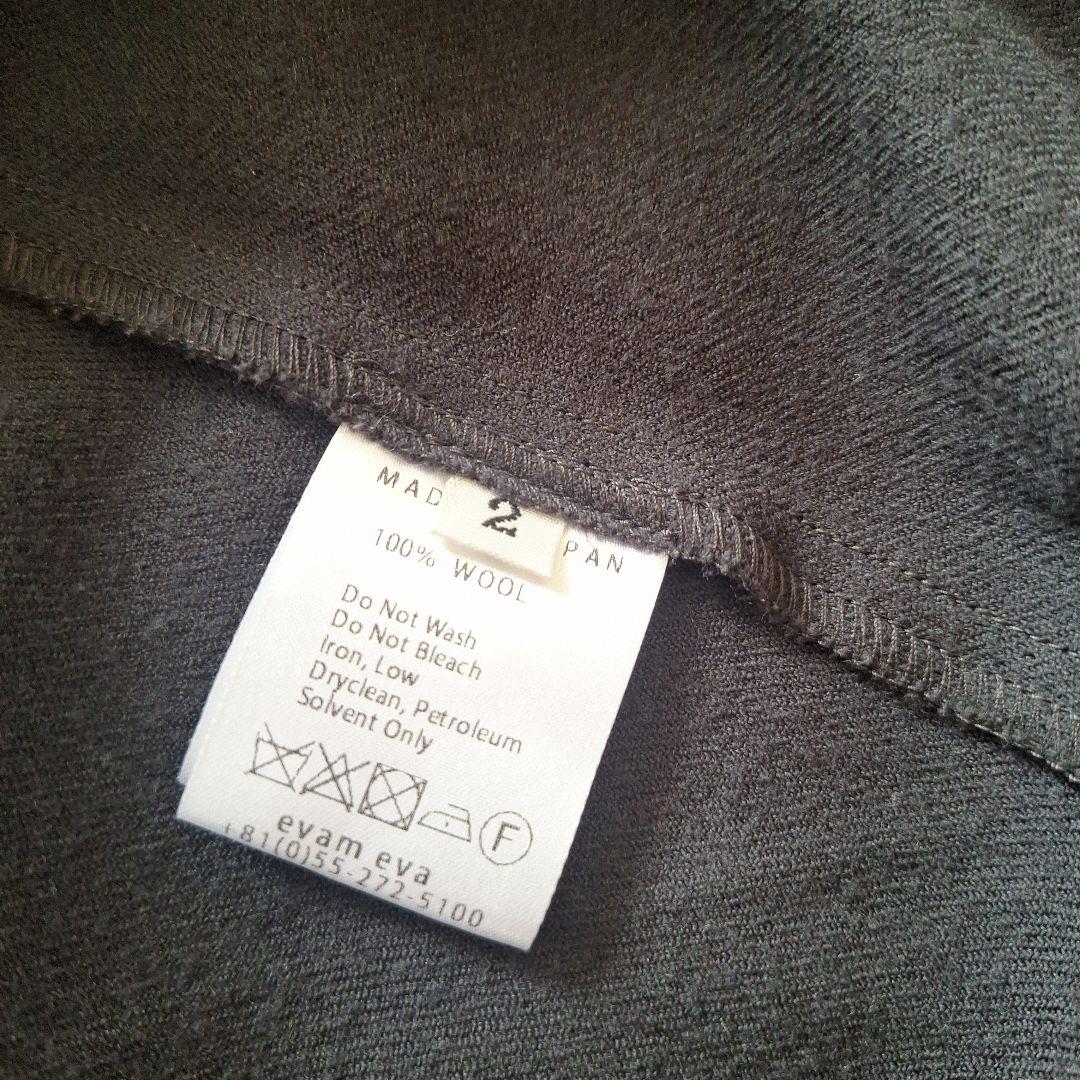 MAD
2
PAN
100% WOOL
Do Not Wash
Do Not Bleach
Iron, Low
Dryclean, Petroleum
Solvent Only
F
evam eva
+81(0)55-272-5100